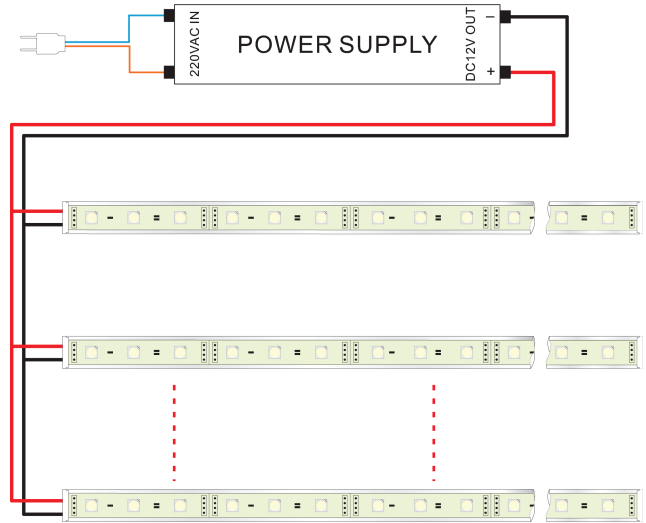 220VAC IN
POWER SUPPLY
DC12V OUT
−
+